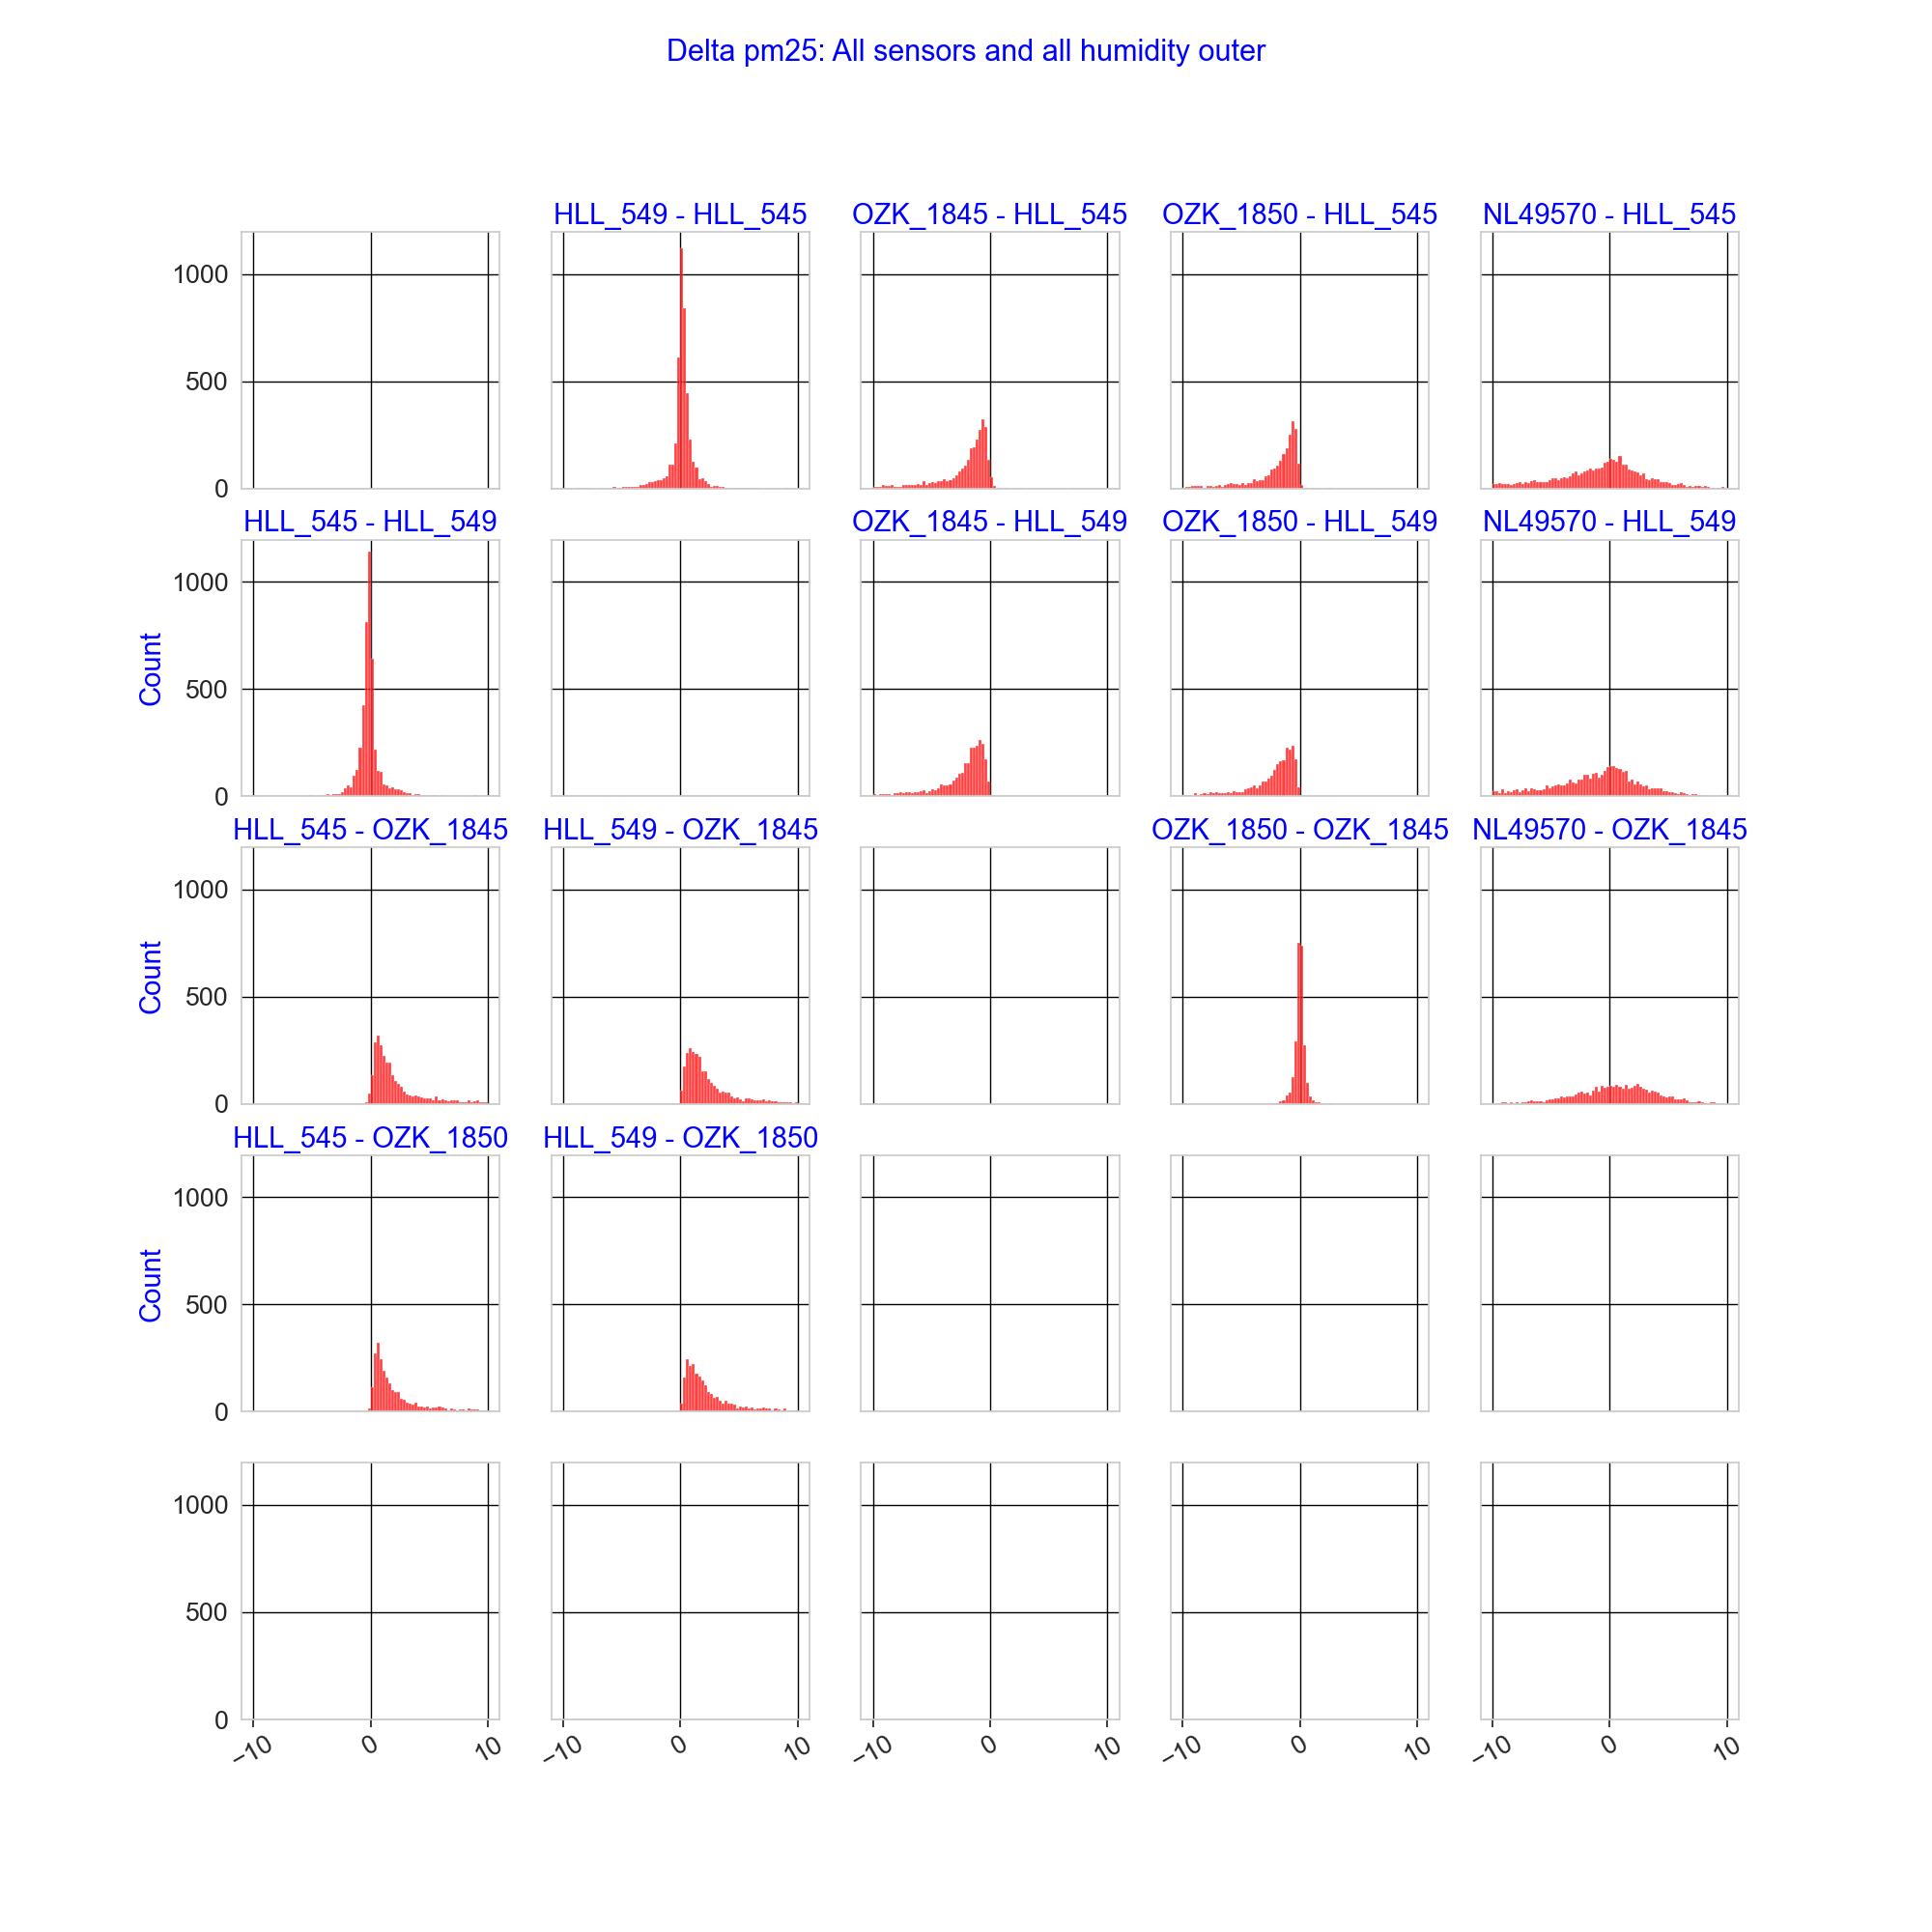 Delta pm25: All sensors and all humidity outer
HLL_549 - HLL_545
OZK_1845 - HLL_545
OZK_1850 - HLL_545
NL49570 - HLL_545
1000
500
0
HLL_545 - HLL_549
OZK_1845 - HLL_549
OZK_1850 - HLL_549
NL49570 - HLL_549
Count
1000
500
0
HLL_545 - OZK_1845
HLL_549 - OZK_1845
OZK_1850 - OZK_1845
NL49570 - OZK_1845
Count
1000
500
0
HLL_545 - OZK_1850
HLL_549 - OZK_1850
Count
1000
500
0
1000
500
0
−10 0 10 −10 0 10 −10 0 10 −10 0 10 −10 0 10